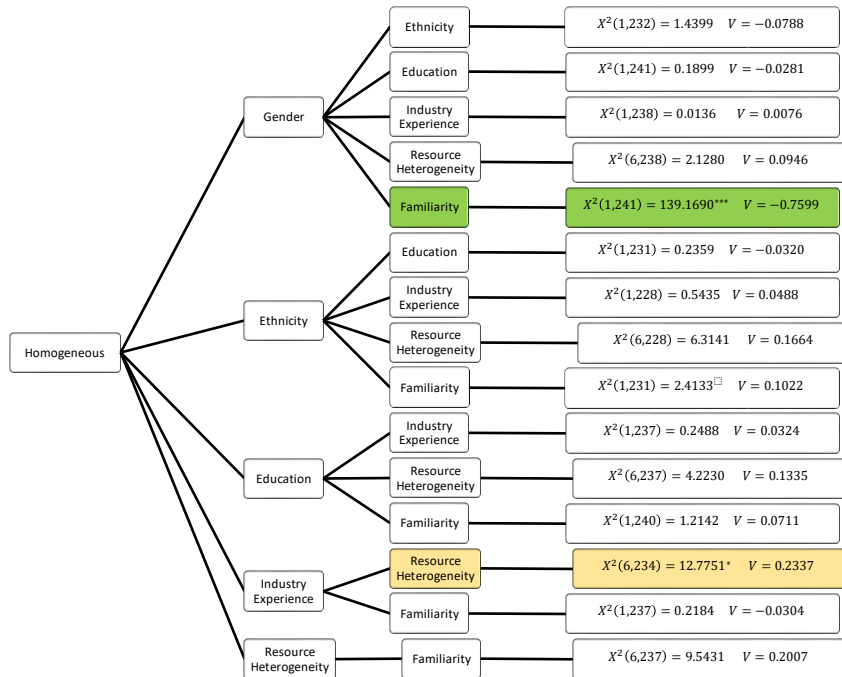 Ethnicity
X²(1,232) = 1.4399 V = −0.0788
Education
X²(1,241) = 0.1899 V = −0.0281
Gender
Industry
Experience
X²(1,238) = 0.0136 V = 0.0076
Resource
Heterogeneity
X²(6,238) = 2.1280 V = 0.0946
Familiarity
X²(1,241) = 139.1690*** V = −0.7599
Education
X²(1,231) = 0.2359 V = −0.0320
Industry
Experience
X²(1,228) = 0.5435 V = 0.0488
Ethnicity
Resource
Heterogeneity
X²(6,228) = 6.3141 V = 0.1664
Homogeneous
Familiarity
X²(1,231) = 2.4133⬚ V = 0.1022
Industry
Experience
X²(1,237) = 0.2488 V = 0.0324
Education
Resource
Heterogeneity
X²(6,237) = 4.2230 V = 0.1335
Familiarity
X²(1,240) = 1.2142 V = 0.0711
Resource
Heterogeneity
X²(6,234) = 12.7751* V = 0.2337
Industry
Experience
Familiarity
X²(1,237) = 0.2184 V = −0.0304
Resource
Heterogeneity
Familiarity
X²(6,237) = 9.5431 V = 0.2007